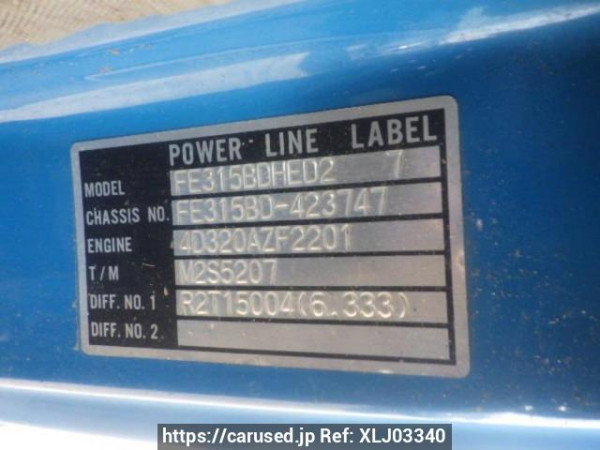 POWER LINE LABEL
MODEL FE315BDHED2 7
CHASSIS NO. FE315BD-423747
ENGINE 4D320AZF2201
T/M M2S5207
DIFF. NO. 1 R2T15004(6.333)
DIFF. NO. 2
https://carused.jp Ref: XLJ03340